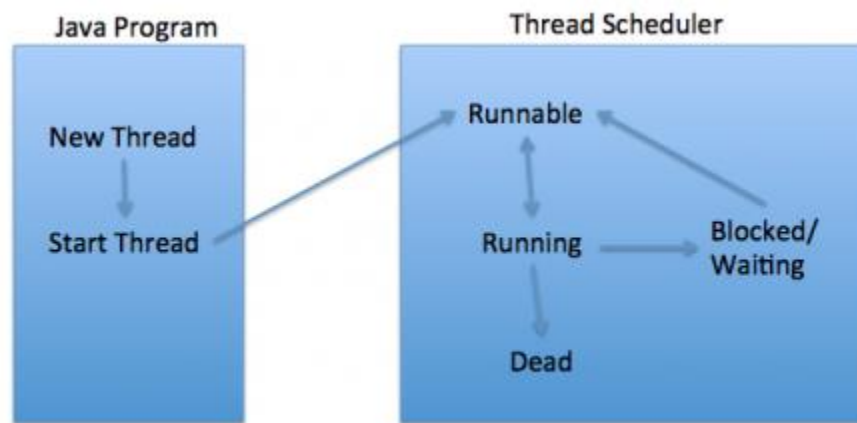 Java Program
New Thread
Start Thread
Thread Scheduler
Runnable
Running
Blocked/
Waiting
Dead